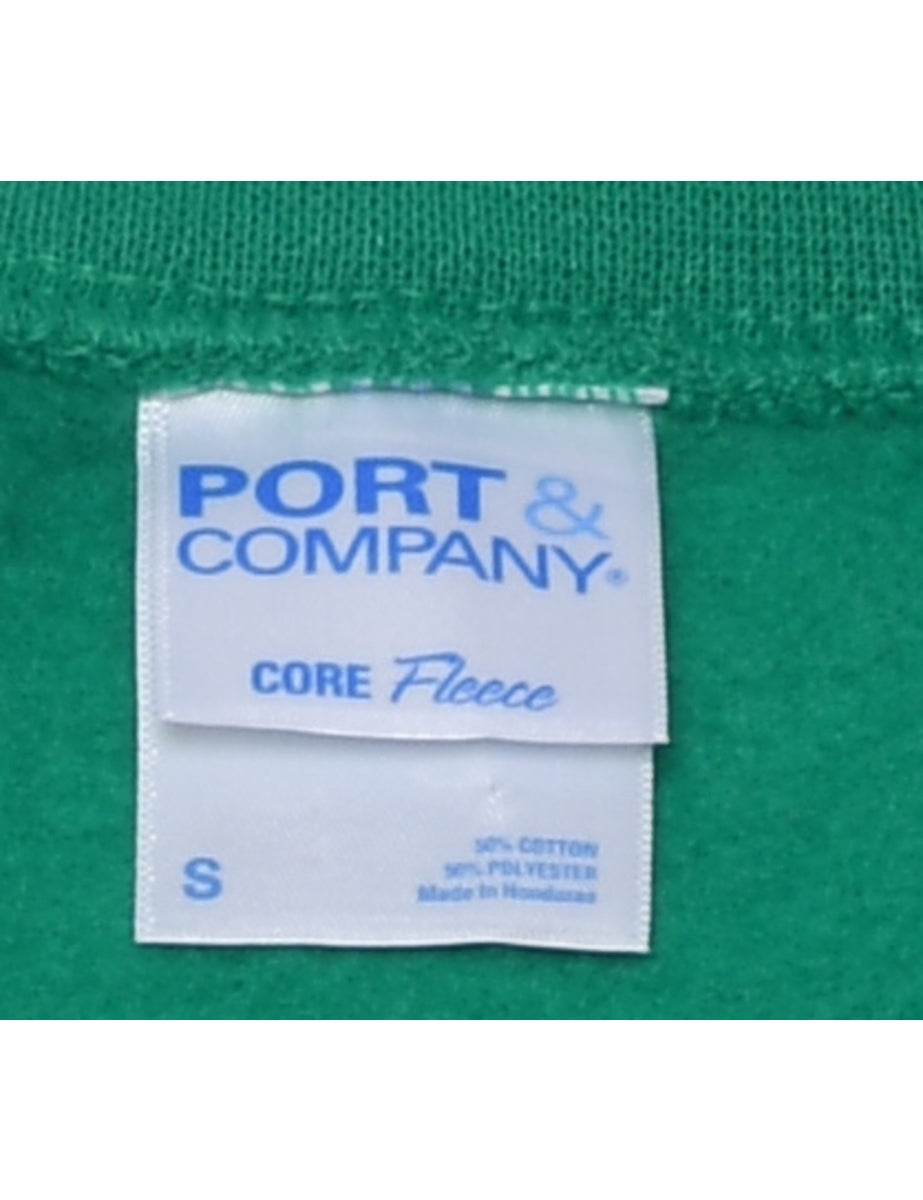 PORT &
COMPANY®
CORE Fleece
S
50% COTTON
50% POLYESTER
Made In Honduras